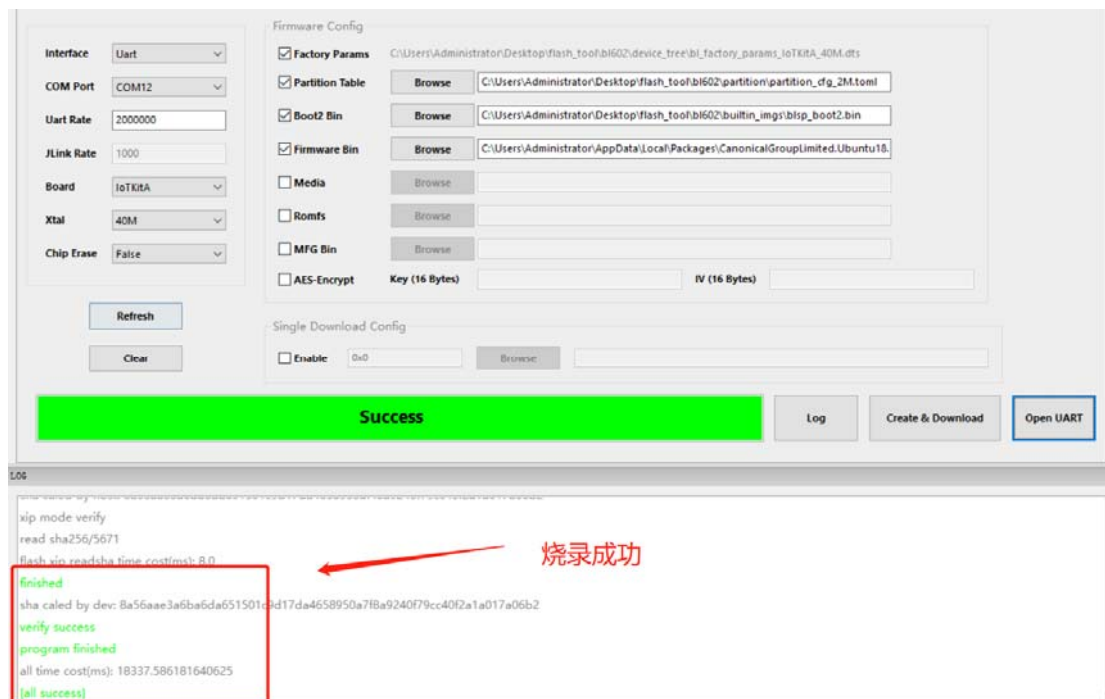 Firmware Config
Interface Uart
Factory Params C:\Users\Administrator\Desktop\flash_tool\bl602\device_tree\bl_factory_params_IoTKitA_40M.dts
COM Port COM12
Partition Table Browse C:\Users\Administrator\Desktop\flash_tool\bl602\partition\partition_cfg_2M.toml
Uart Rate 2000000
Boot2 Bin Browse C:\Users\Administrator\Desktop\flash_tool\bl602\builtin_imgs\blsp_boot2.bin
JLink Rate 1000
Firmware Bin Browse C:\Users\Administrator\AppData\Local\Packages\CanonicalGroupLimited.Ubuntu18.
Board IoTKitA
Media Browse
Xtal 40M
Romfs Browse
Chip Erase False
MFG Bin Browse
AES-Encrypt Key (16 Bytes) IV (16 Bytes)
Refresh
Single Download Config
Clear
Enable 0x0 Browse
Success
Log Create & Download Open UART
LOG
xip mode verify
read sha256/5671
flash xip readsha time cost(ms): 8.0
烧录成功
finished
sha caled by dev: 8a56aae3a6ba6da651501c9d17da4658950a7f8a9240f79cc40f2a1a017a06b2
verify success
program finished
all time cost(ms): 18337.586181640625
[all success]